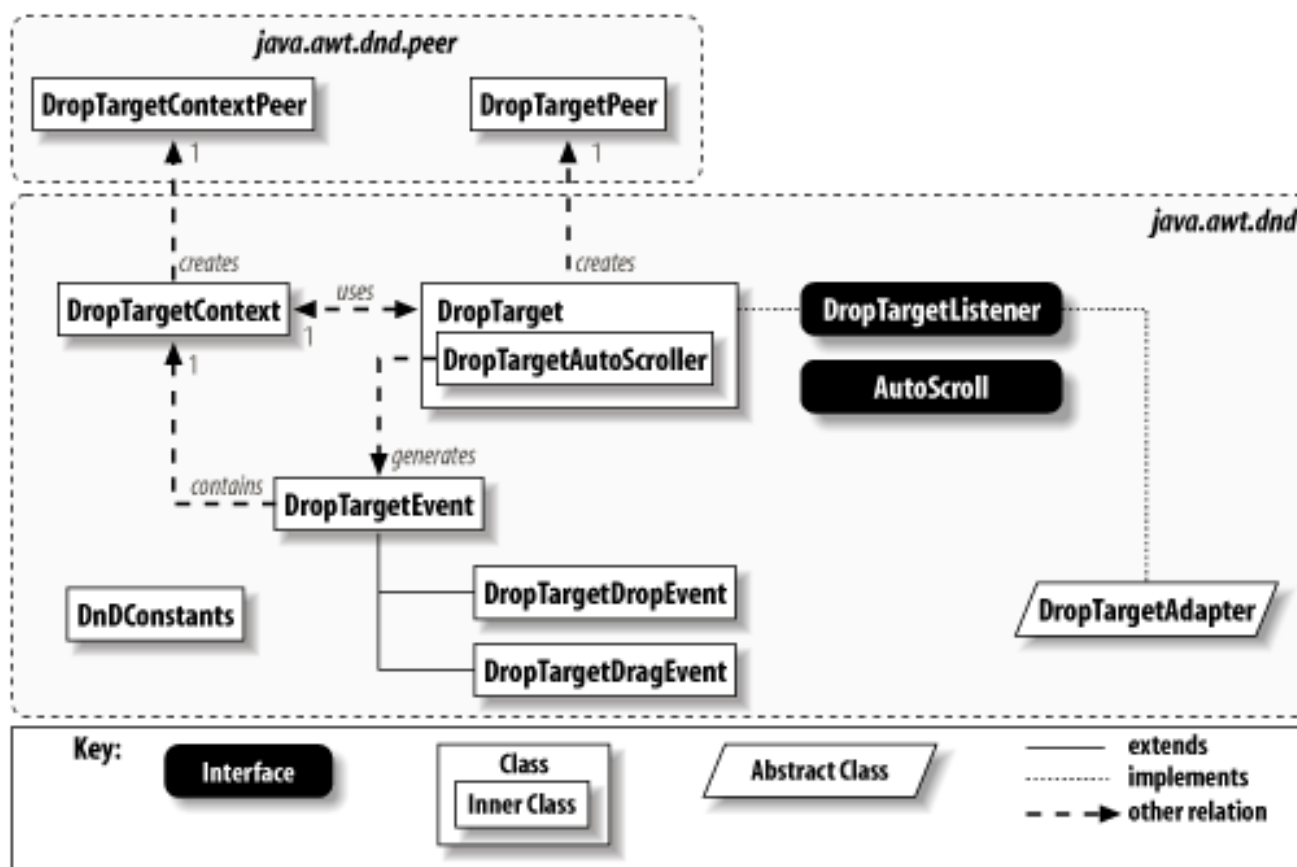 java.awt.dnd.peer
DropTargetContextPeer
DropTargetPeer
1
1
java.awt.dnd
creates
creates
DropTargetContext
uses
1
DropTarget
DropTargetAutoScroller
DropTargetListener
AutoScroll
1
generates
contains
DropTargetEvent
DropTargetDropEvent
DnDConstants
DropTargetAdapter
DropTargetDragEvent
Key:
Interface
Class
Inner Class
Abstract Class
extends
implements
other relation